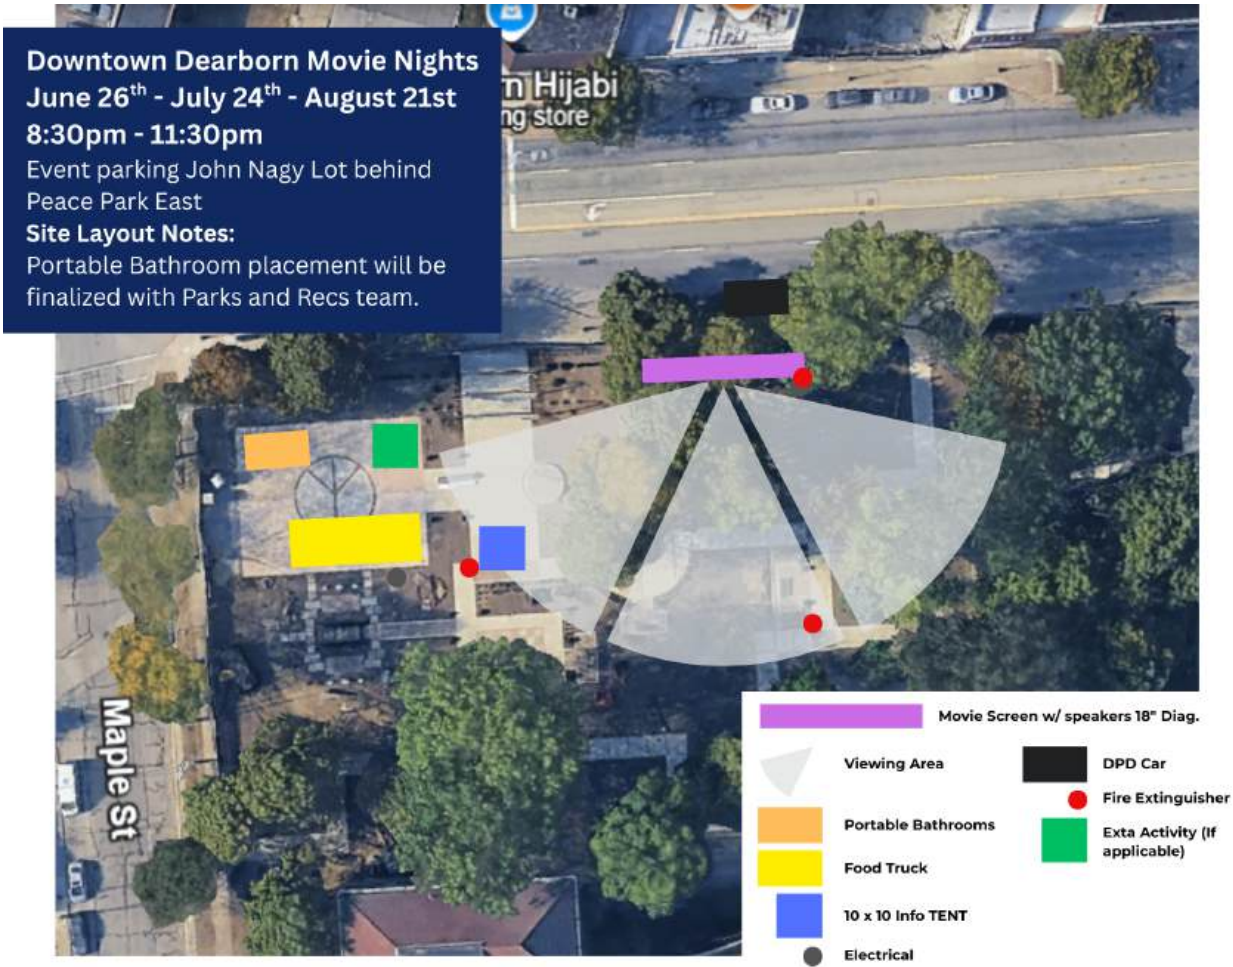 Downtown Dearborn Movie Nights
June 26th - July 24th - August 21st
8:30pm - 11:30pm
Event parking John Nagy Lot behind
Peace Park East
Site Layout Notes:
Portable Bathroom placement will be
finalized with Parks and Recs team.
n Hijabi
ng store
Maple St
Movie Screen w/ speakers 18" Diag.
Viewing Area
DPD Car
Fire Extinguisher
Portable Bathrooms
Exta Activity (If
applicable)
Food Truck
10 x 10 Info TENT
Electrical